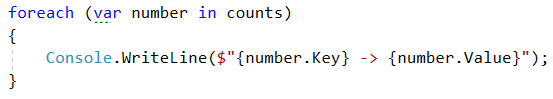 foreach (var number in counts)
{
    Console.WriteLine($"{number.Key} -> {number.Value}");
}